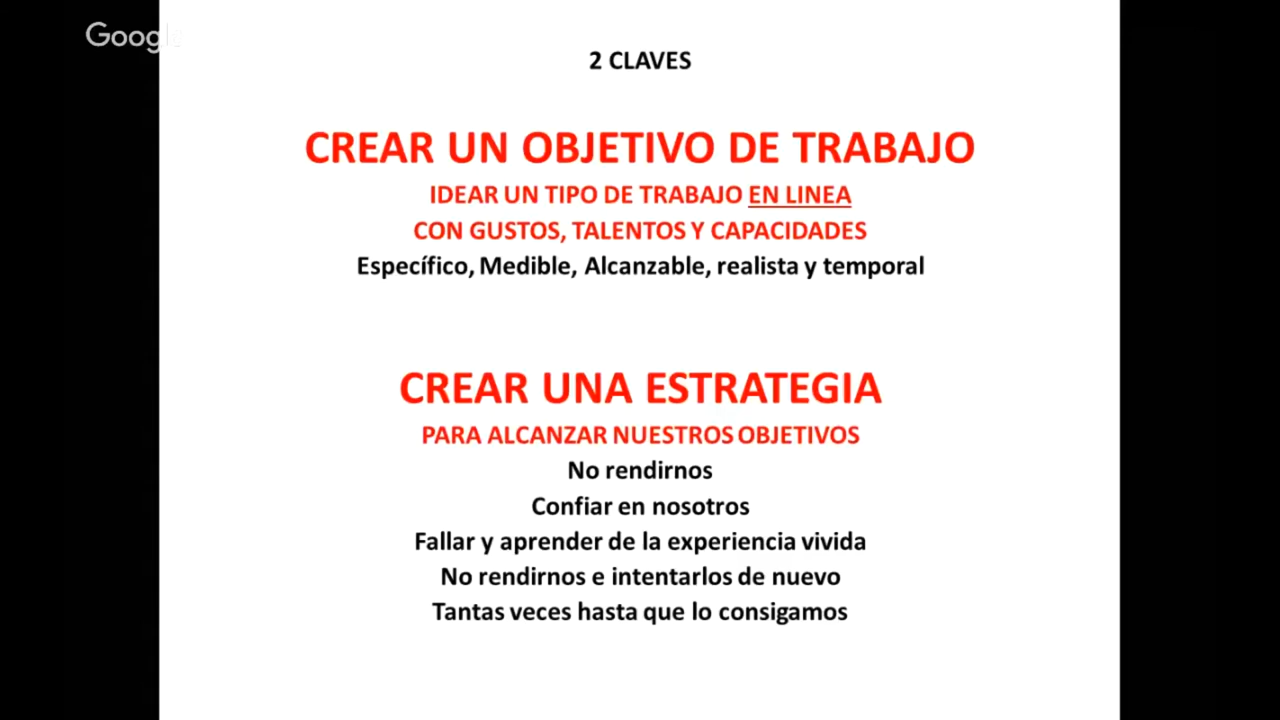 Google
2 CLAVES
CREAR UN OBJETIVO DE TRABAJO
IDEAR UN TIPO DE TRABAJO EN LINEA
CON GUSTOS, TALENTOS Y CAPACIDADES
Específico, Medible, Alcanzable, realista y temporal
CREAR UNA ESTRATEGIA
PARA ALCANZAR NUESTROS OBJETIVOS
No rendirnos
Confiar en nosotros
Fallar y aprender de la experiencia vivida
No rendirnos e intentarlos de nuevo
Tantas veces hasta que lo consigamos